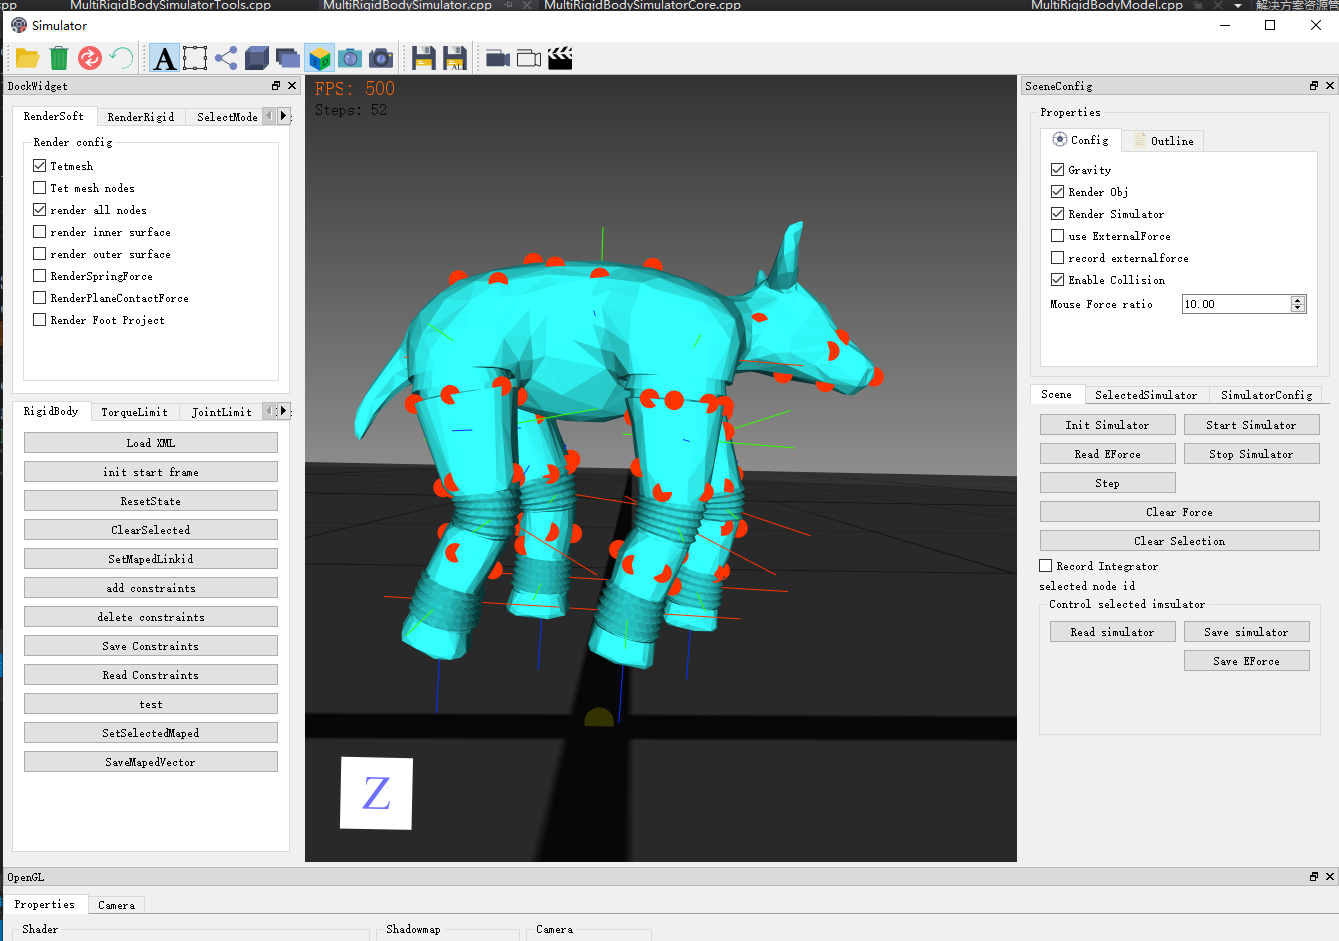 MultiRigidBodySimulatorTools.cpp
MultiRigidBodySimulator.cpp
MultiRigidBodySimulatorCore.cpp
MultiRigidBodyModel.cpp
解决方案资源管
Simulator
A
ALL
DockWidget
RenderSoft RenderRigid SelectMode
Render config
Tetmesh
Tet mesh nodes
render all nodes
render inner surface
render outer surface
RenderSpringForce
RenderPlaneContactForce
Render Foot Project
RigidBody TorqueLimit JointLimit
Load XML
init start frame
ResetState
ClearSelected
SetMapedLinkid
add constraints
delete constraints
Save Constraints
Read Constraints
test
SetSelectedMaped
SaveMapedVector
FPS: 500
Steps: 52
Z
SceneConfig
Properties
Config Outline
Gravity
Render Obj
Render Simulator
use ExternalForce
record externalforce
Enable Collision
Mouse Force ratio 10.00
Scene SelectedSimulator SimulatorConfig
Init Simulator Start Simulator
Read EForce Stop Simulator
Step
Clear Force
Clear Selection
Record Integrator
selected node id
Control selected imsulator
Read simulator Save simulator
Save EForce
OpenGL
Properties Camera
Shader Shadowmap Camera